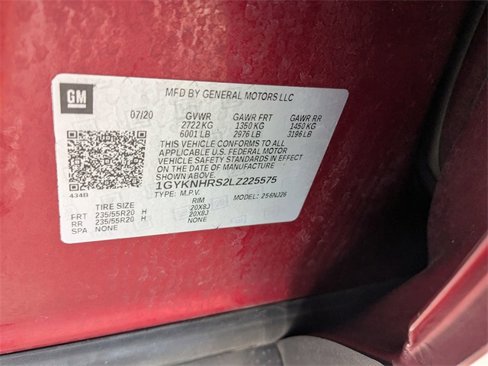 GM
MFD BY GENERAL MOTORS LLC
07/20 GVWR GAWR FRT GAWR RR
2722 KG 1350 KG 1450 KG
6001 LB 2976 LB 3196 LB
THIS VEHICLE CONFORMS TO ALL
APPLICABLE U.S. FEDERAL MOTOR
VEHICLE SAFETY STANDARDS IN EFFECT
ON THE DATE OF MANUFACTURE
SHOWN ABOVE.
1GYKNHRS2LZ225575
434B TYPE: M.P.V. MODEL: 256NJ26
TIRE SIZE RIM
FRT 235/55R20 H 20X8J
RR 235/55R20 H 20X8J
SPA NONE NONE